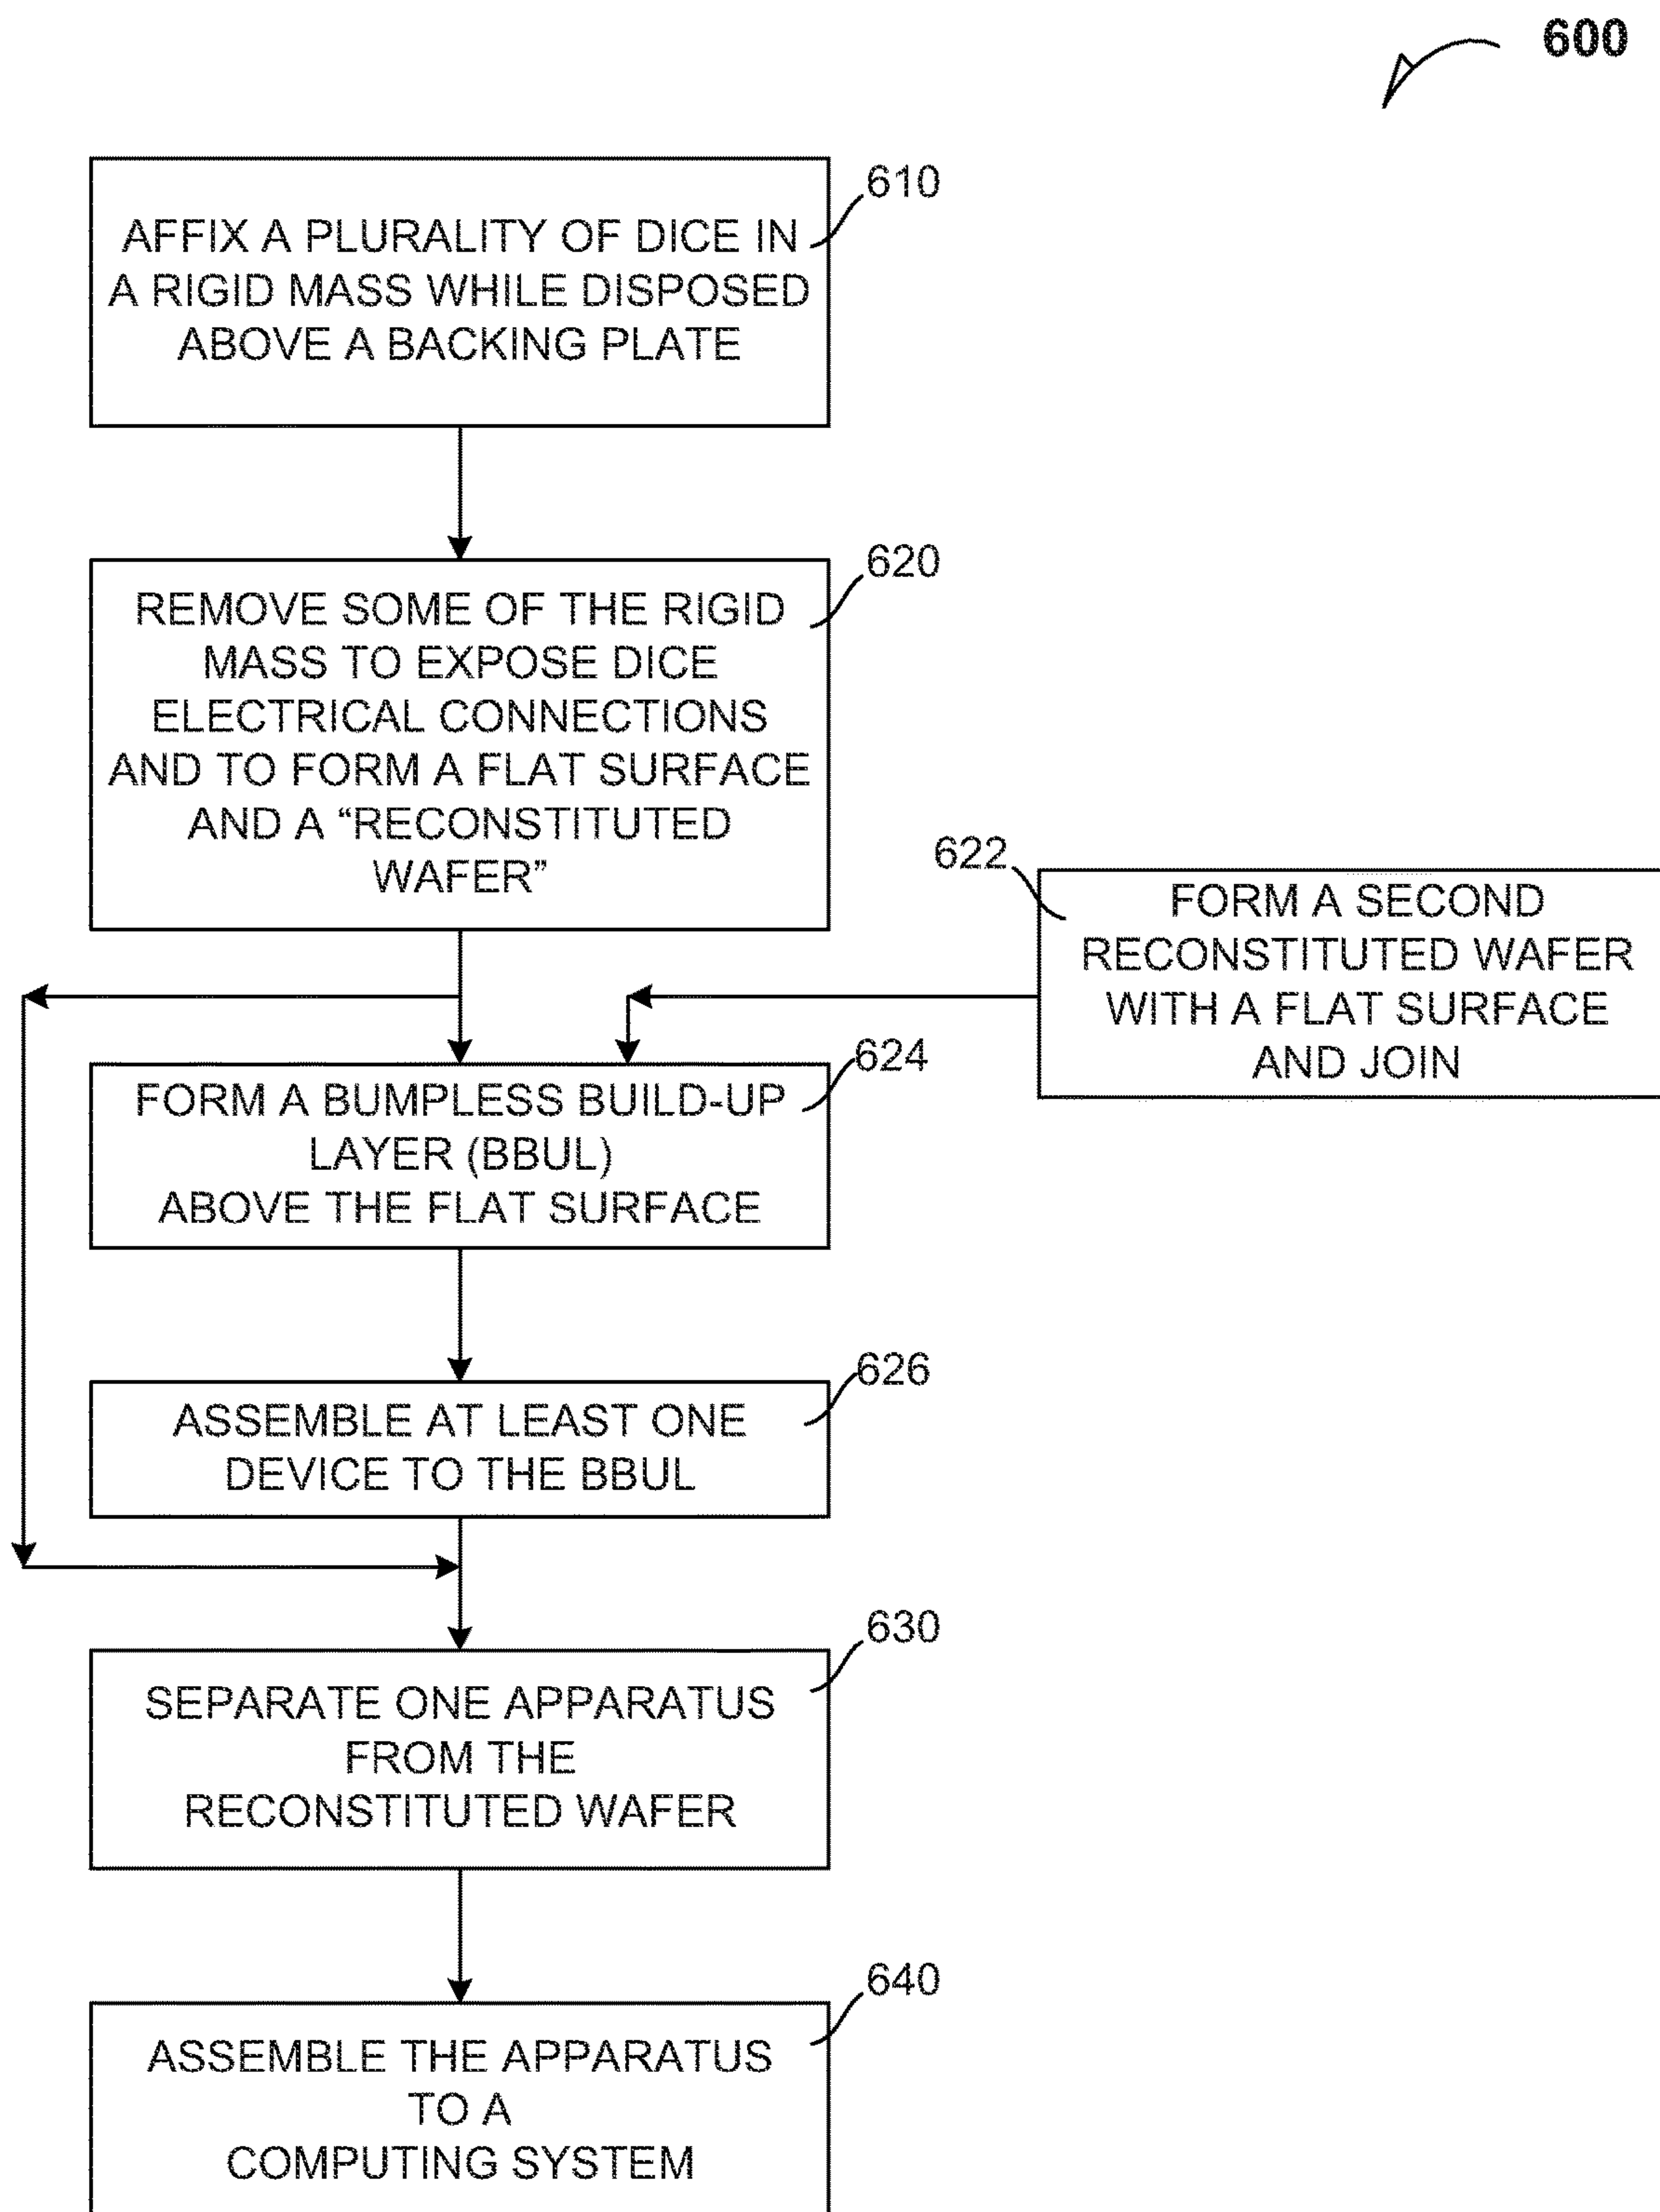 600
610
AFFIX A PLURALITY OF DICE IN
A RIGID MASS WHILE DISPOSED
ABOVE A BACKING PLATE
620
REMOVE SOME OF THE RIGID
MASS TO EXPOSE DICE
ELECTRICAL CONNECTIONS
AND TO FORM A FLAT SURFACE
AND A “RECONSTITUTED
WAFER”
622
FORM A SECOND
RECONSTITUTED WAFER
WITH A FLAT SURFACE
AND JOIN
624
FORM A BUMPLESS BUILD-UP
LAYER (BBUL)
ABOVE THE FLAT SURFACE
626
ASSEMBLE AT LEAST ONE
DEVICE TO THE BBUL
630
SEPARATE ONE APPARATUS
FROM THE
RECONSTITUTED WAFER
640
ASSEMBLE THE APPARATUS
TO A
COMPUTING SYSTEM